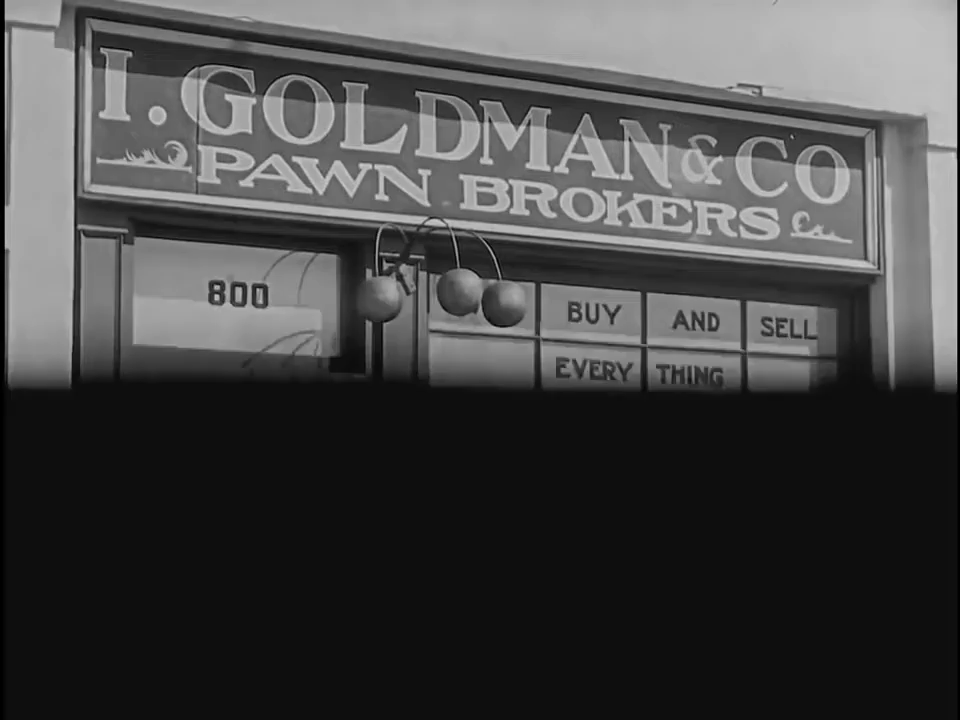 I. GOLDMAN & CO
PAWN BROKERS
800
BUY AND SELL
EVERY THING